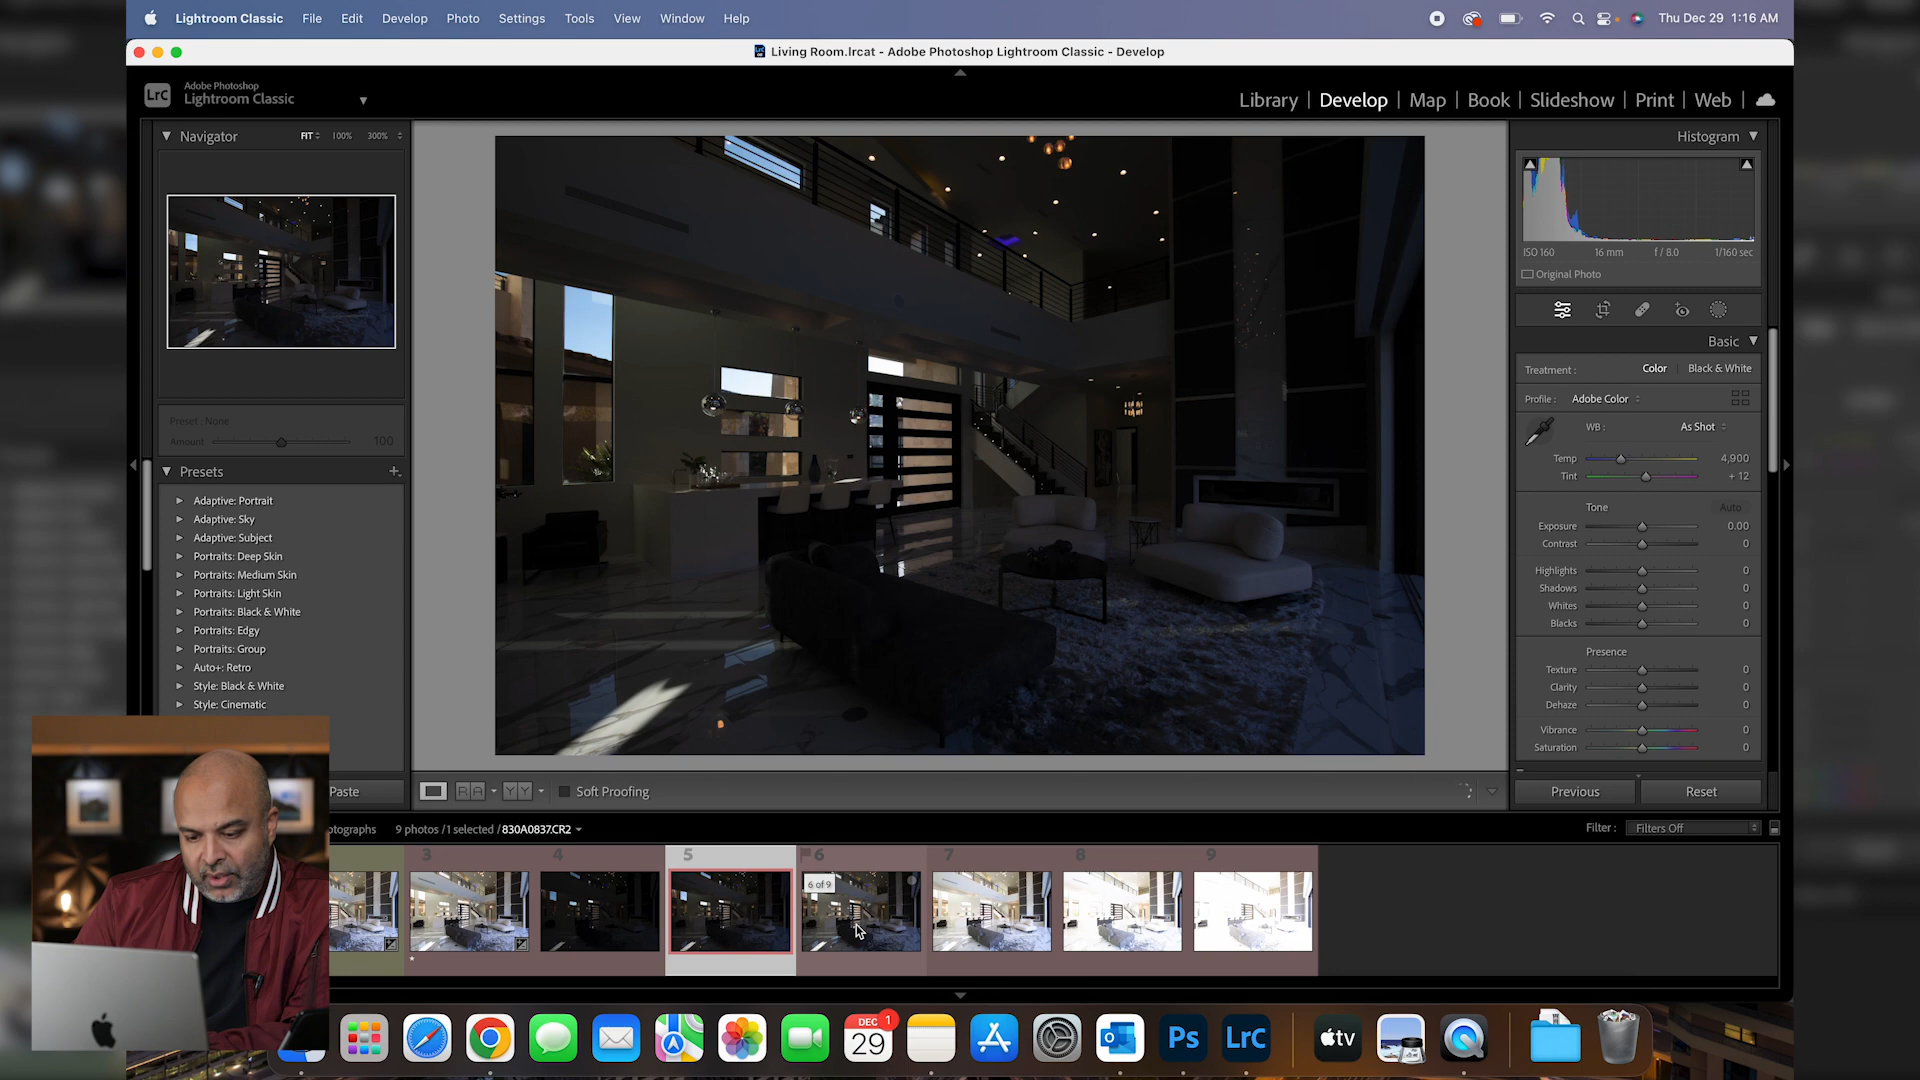 Lightroom Classic File Edit Develop Photo Settings Tools View Window Help
Thu Dec 29 1:16 AM
Living Room.lrcat - Adobe Photoshop Lightroom Classic - Develop
LrC
Adobe Photoshop
Lightroom Classic
Library | Develop | Map | Book | Slideshow | Print | Web
Navigator FIT 100% 300%
Histogram
ISO 160 16 mm f / 8.0 1/160 sec
Original Photo
Basic
Treatment : Color Black & White
Profile : Adobe Color
WB : As Shot
Temp 4,900
Tint + 12
Tone Auto
Exposure 0.00
Contrast 0
Highlights 0
Shadows 0
Whites 0
Blacks 0
Presence
Texture 0
Clarity 0
Dehaze 0
Vibrance 0
Saturation 0
Previous Reset
Preset : None
Amount 100
Presets
Adaptive: Portrait
Adaptive: Sky
Adaptive: Subject
Portraits: Deep Skin
Portraits: Medium Skin
Portraits: Light Skin
Portraits: Black & White
Portraits: Edgy
Portraits: Group
Auto+: Retro
Style: Black & White
Style: Cinematic
Paste
R A Y Y Soft Proofing
otographs 9 photos / 1 selected / 830A0837.CR2
Filter : Filters Off
3 4 5 6 7 8 9
6 of 9
DEC 1
29
Ps
LrC
tv